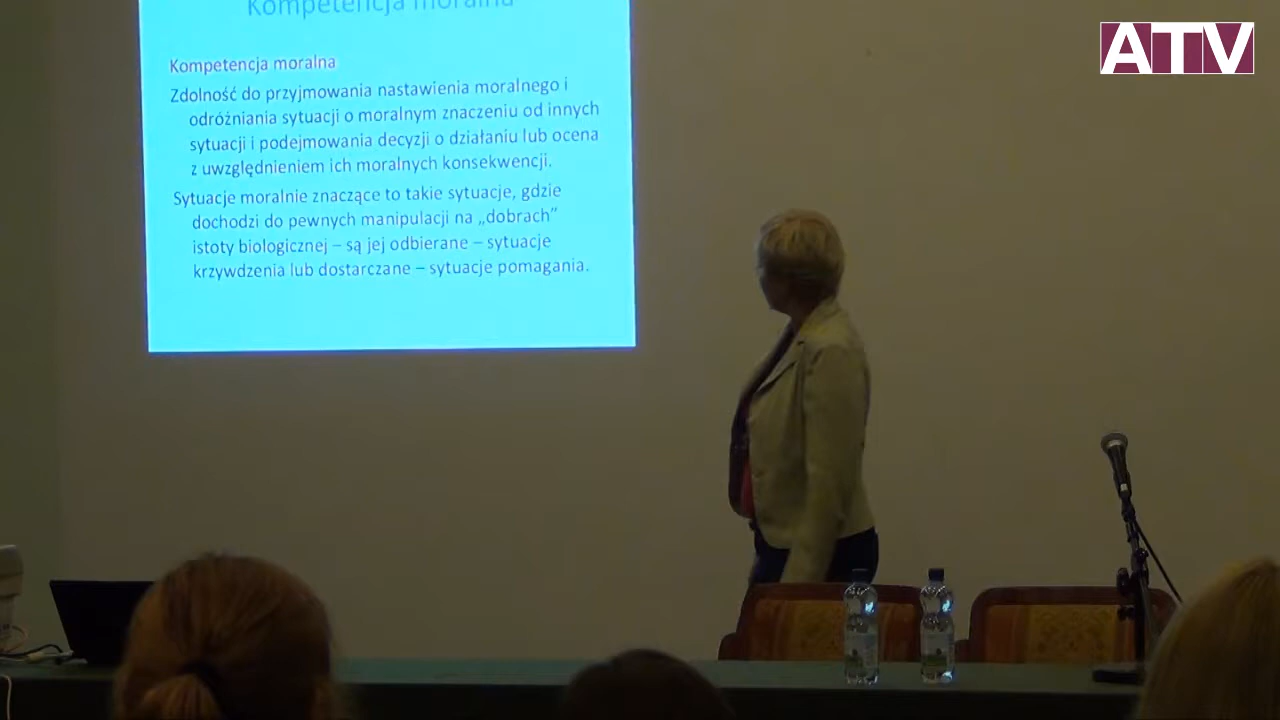 Kompetencja moralna
Kompetencja moralna
Zdolność do przyjmowania nastawienia moralnego i
odróżniania sytuacji o moralnym znaczeniu od innych
sytuacji i podejmowania decyzji o działaniu lub ocena
z uwzględnieniem ich moralnych konsekwencji.
Sytuacje moralnie znaczące to takie sytuacje, gdzie
dochodzi do pewnych manipulacji na „dobrach”
istoty biologicznej – są jej odbierane – sytuacje
krzywdzenia lub dostarczane – sytuacje pomagania.
ATV